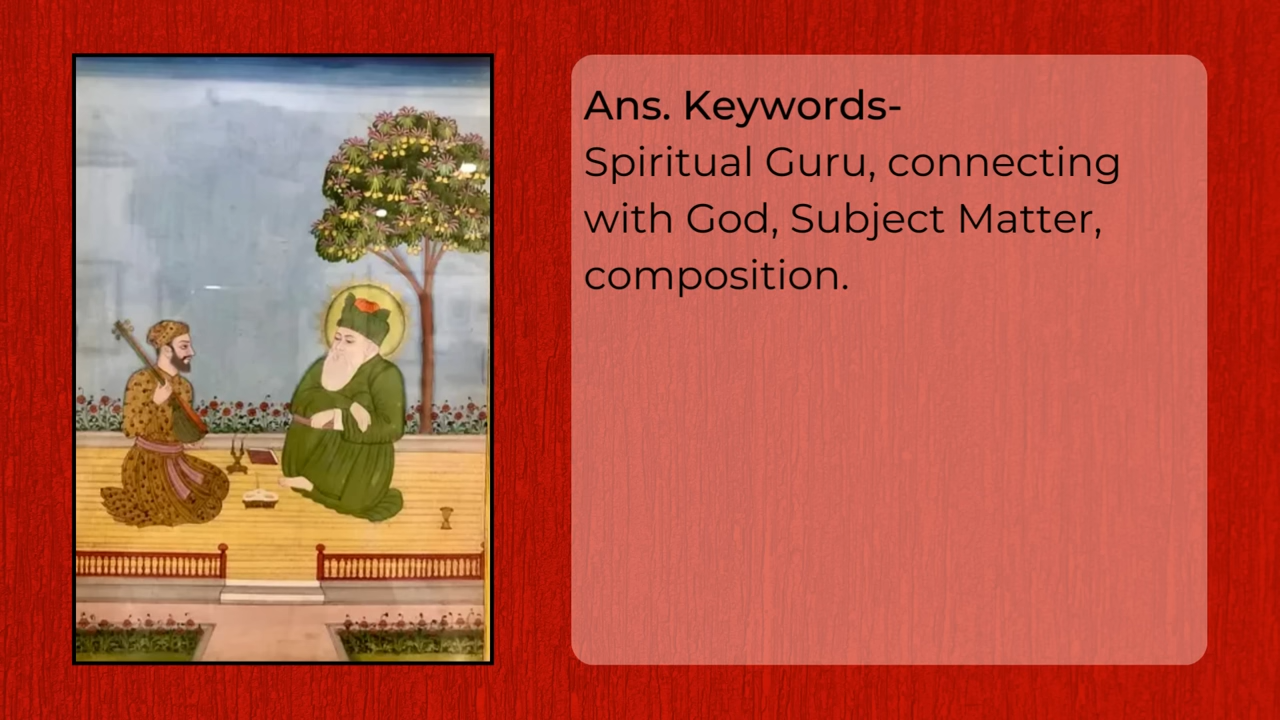 Ans. Keywords-
Spiritual Guru, connecting
with God, Subject Matter,
composition.